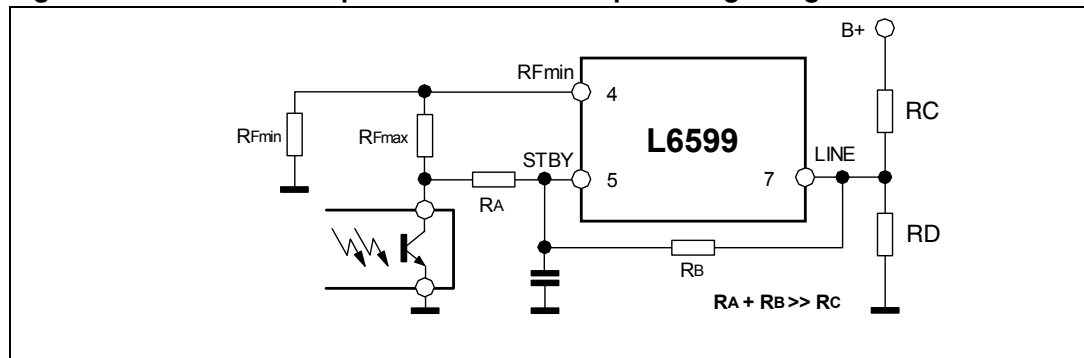 B+
RFmin
4
RC
RFmin
RFmax
L6599
STBY
LINE
5
7
RA
RD
RB
RA + RB >> RC